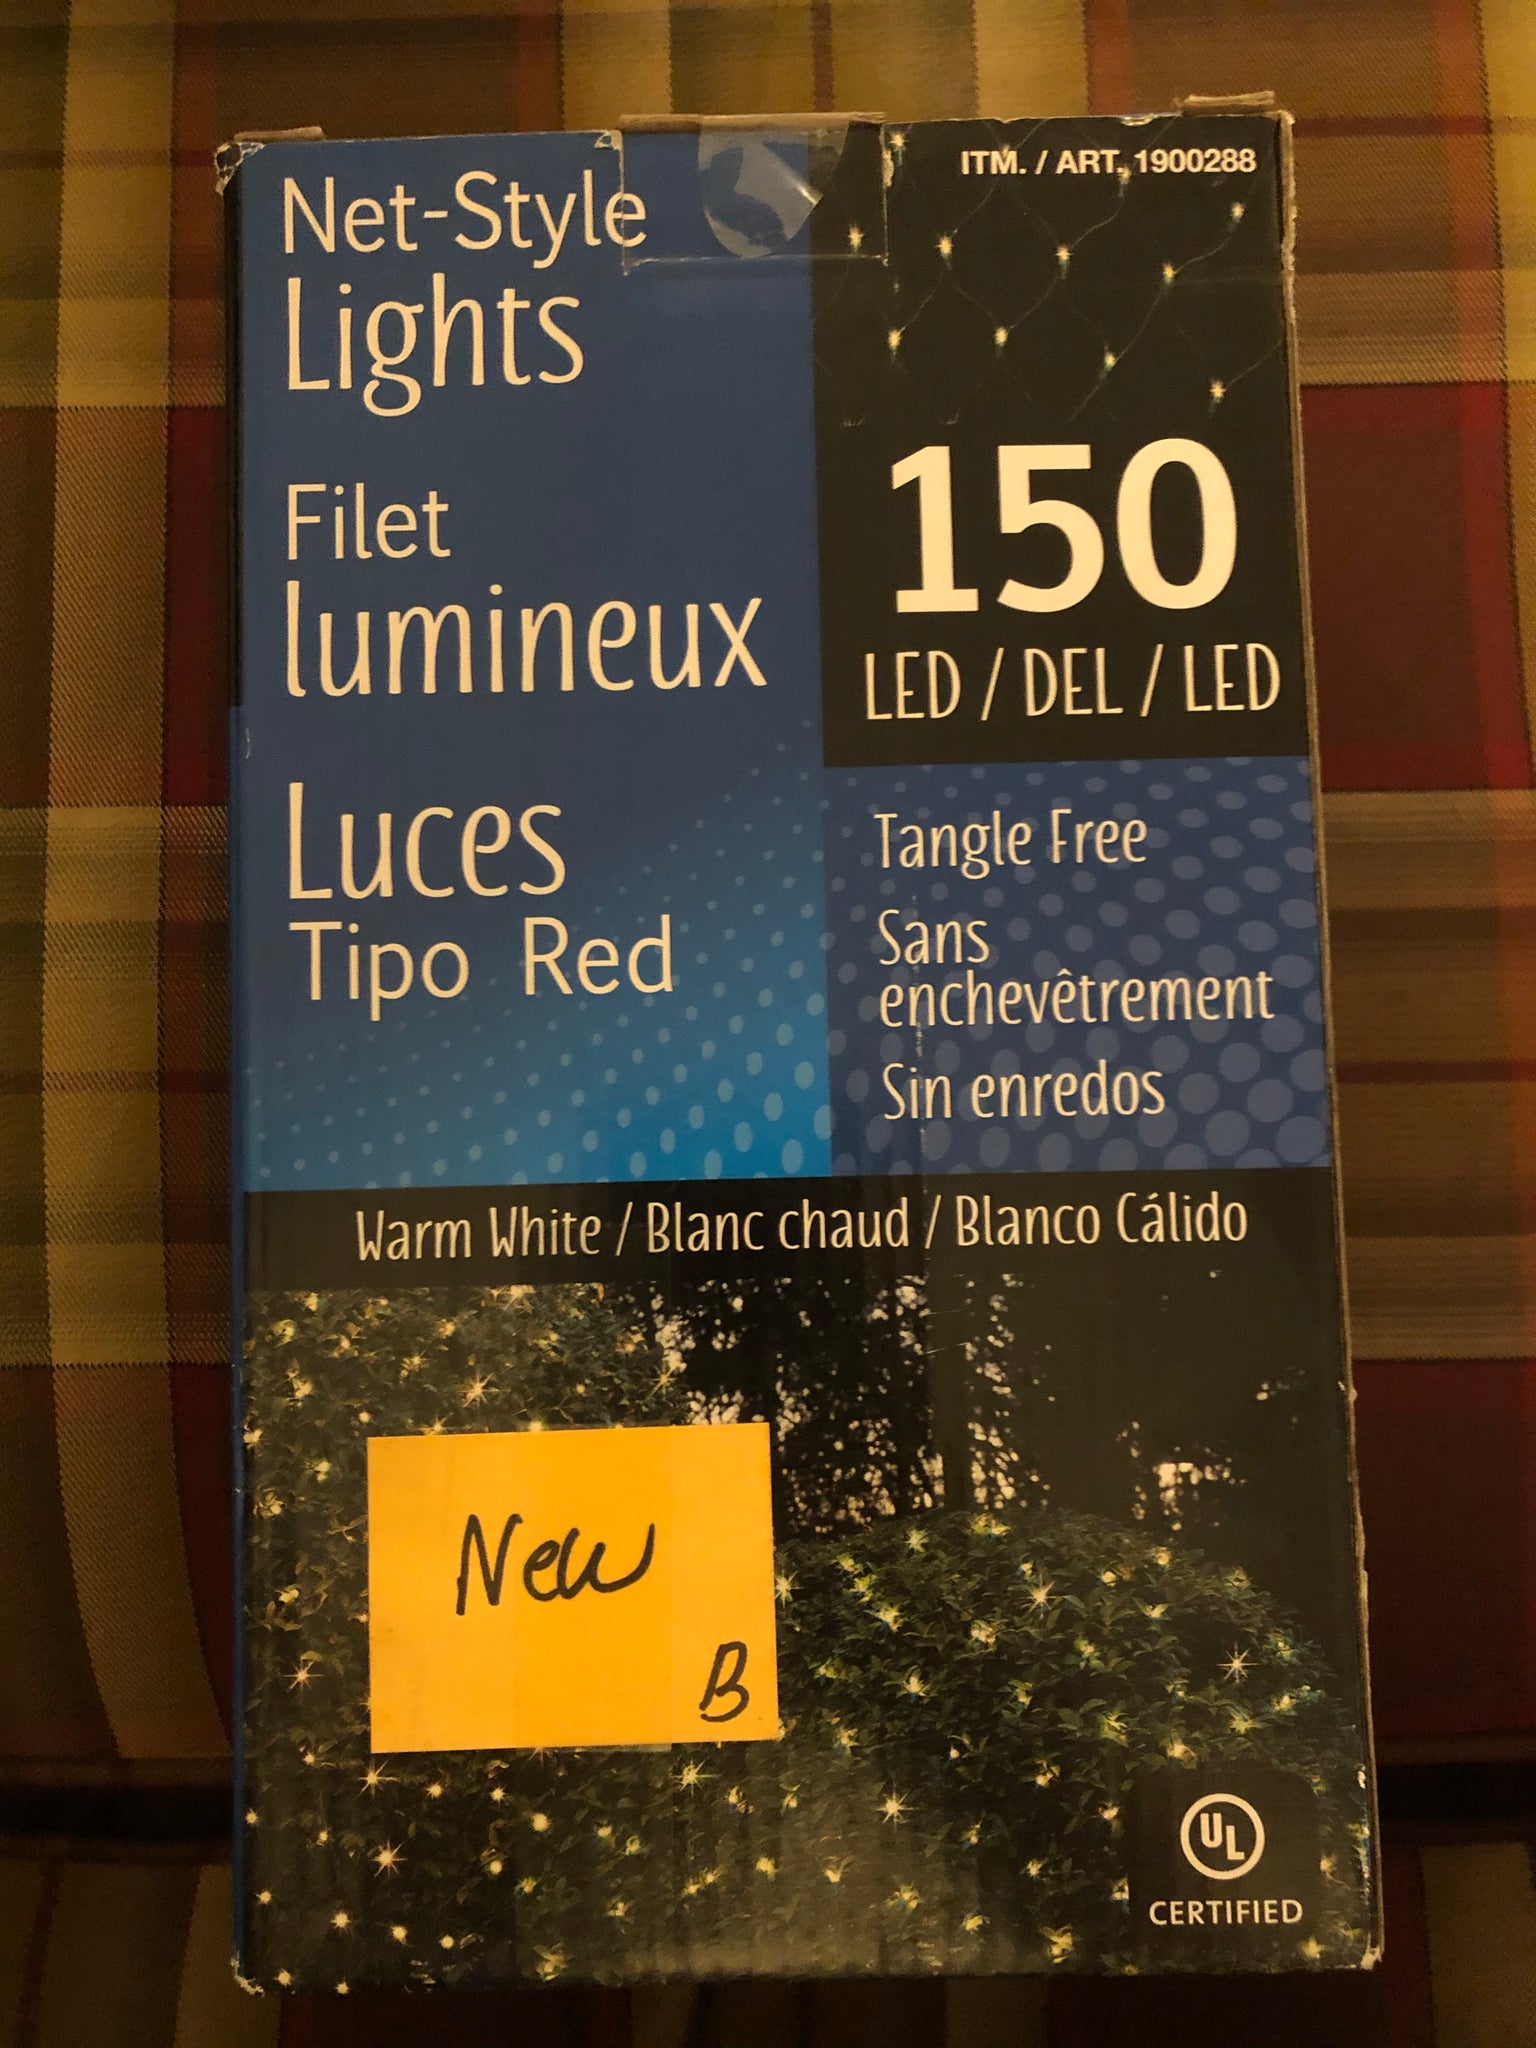 ITM. / ART. 1900288
Net-Style
Lights
Filet
lumineux
Luces
Tipo Red
150
LED / DEL / LED
Tangle Free
Sans
enchevêtrement
Sin enredos
Warm White / Blanc chaud / Blanco Cálido
New
B
UL
CERTIFIED